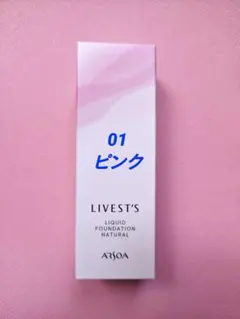 01
ピンク
LIVEST'S
LIQUID
FOUNDATION
NATURAL
ARSOA